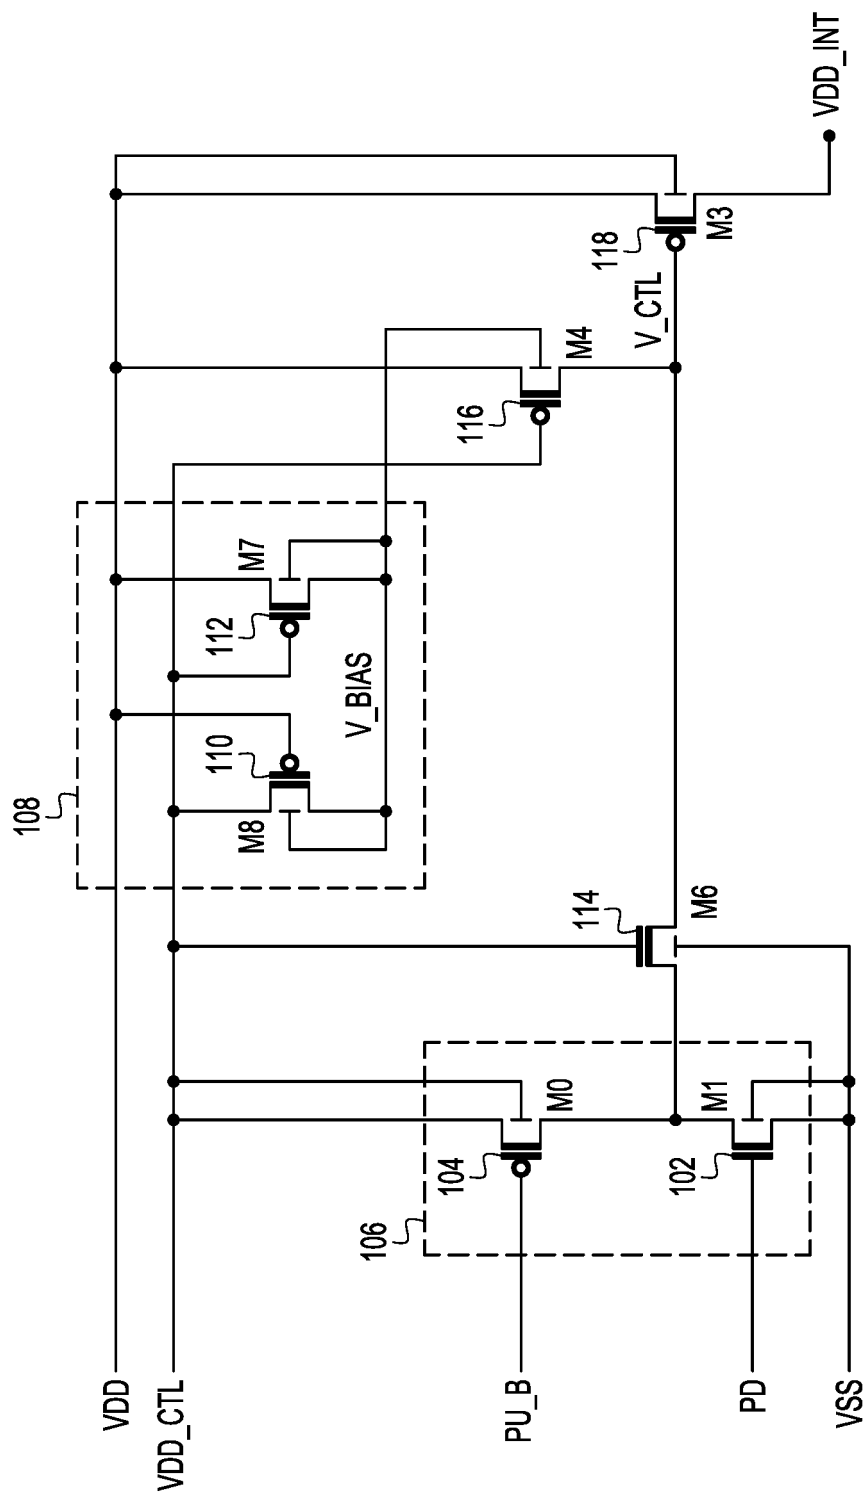 VDD
VDD_CTL
PU_B
PD
VSS
106
104
M0
102
M1
114
M6
108
110
M8
V_BIAS
112
M7
116
M4
V_CTL
118
M3
VDD_INT